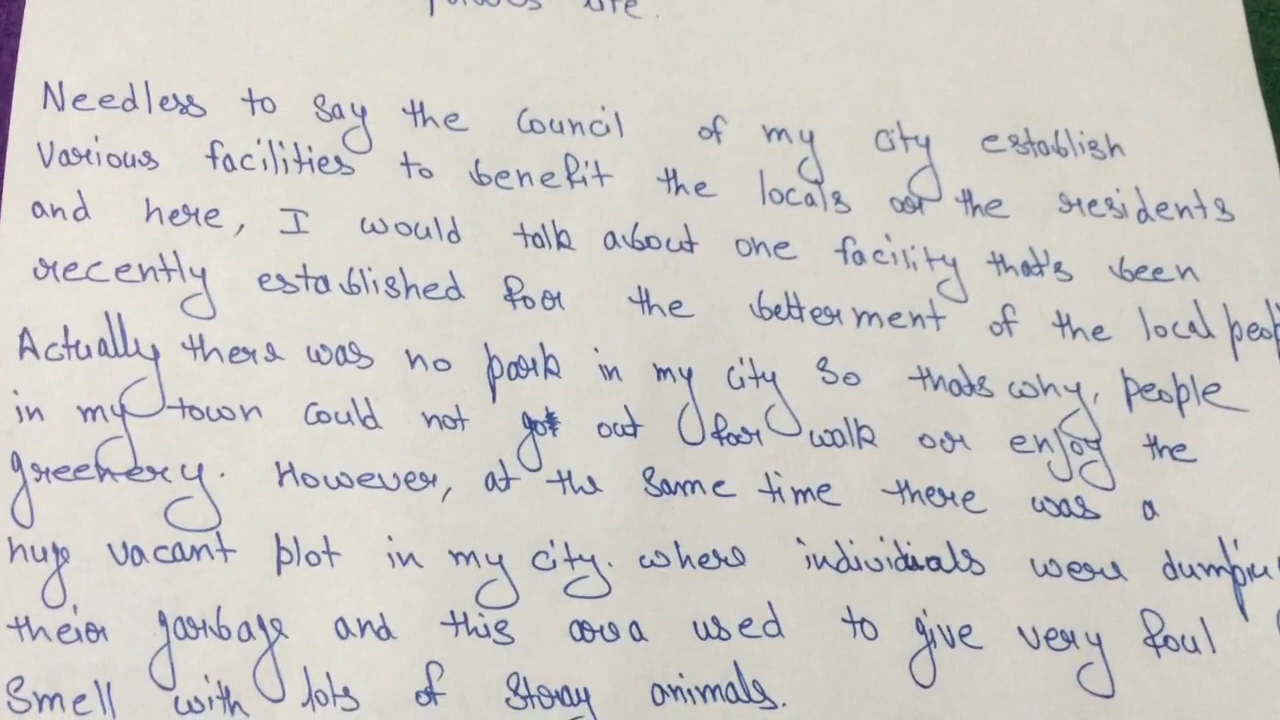 life.
Needless to say the Council of my city establish
Various facilities to benefit the locals or the residents
and here, I would talk about one facility that's been
recently established for the betterment of the local
Actually there was no park in my city So thats why, people
in my town could not got out for walk or enjoy the
greenery. However, at the same time there was a
huge vacant plot in my city. where individials were
their garbage and this area used to give very foul
Smell with lots of Stray animals.